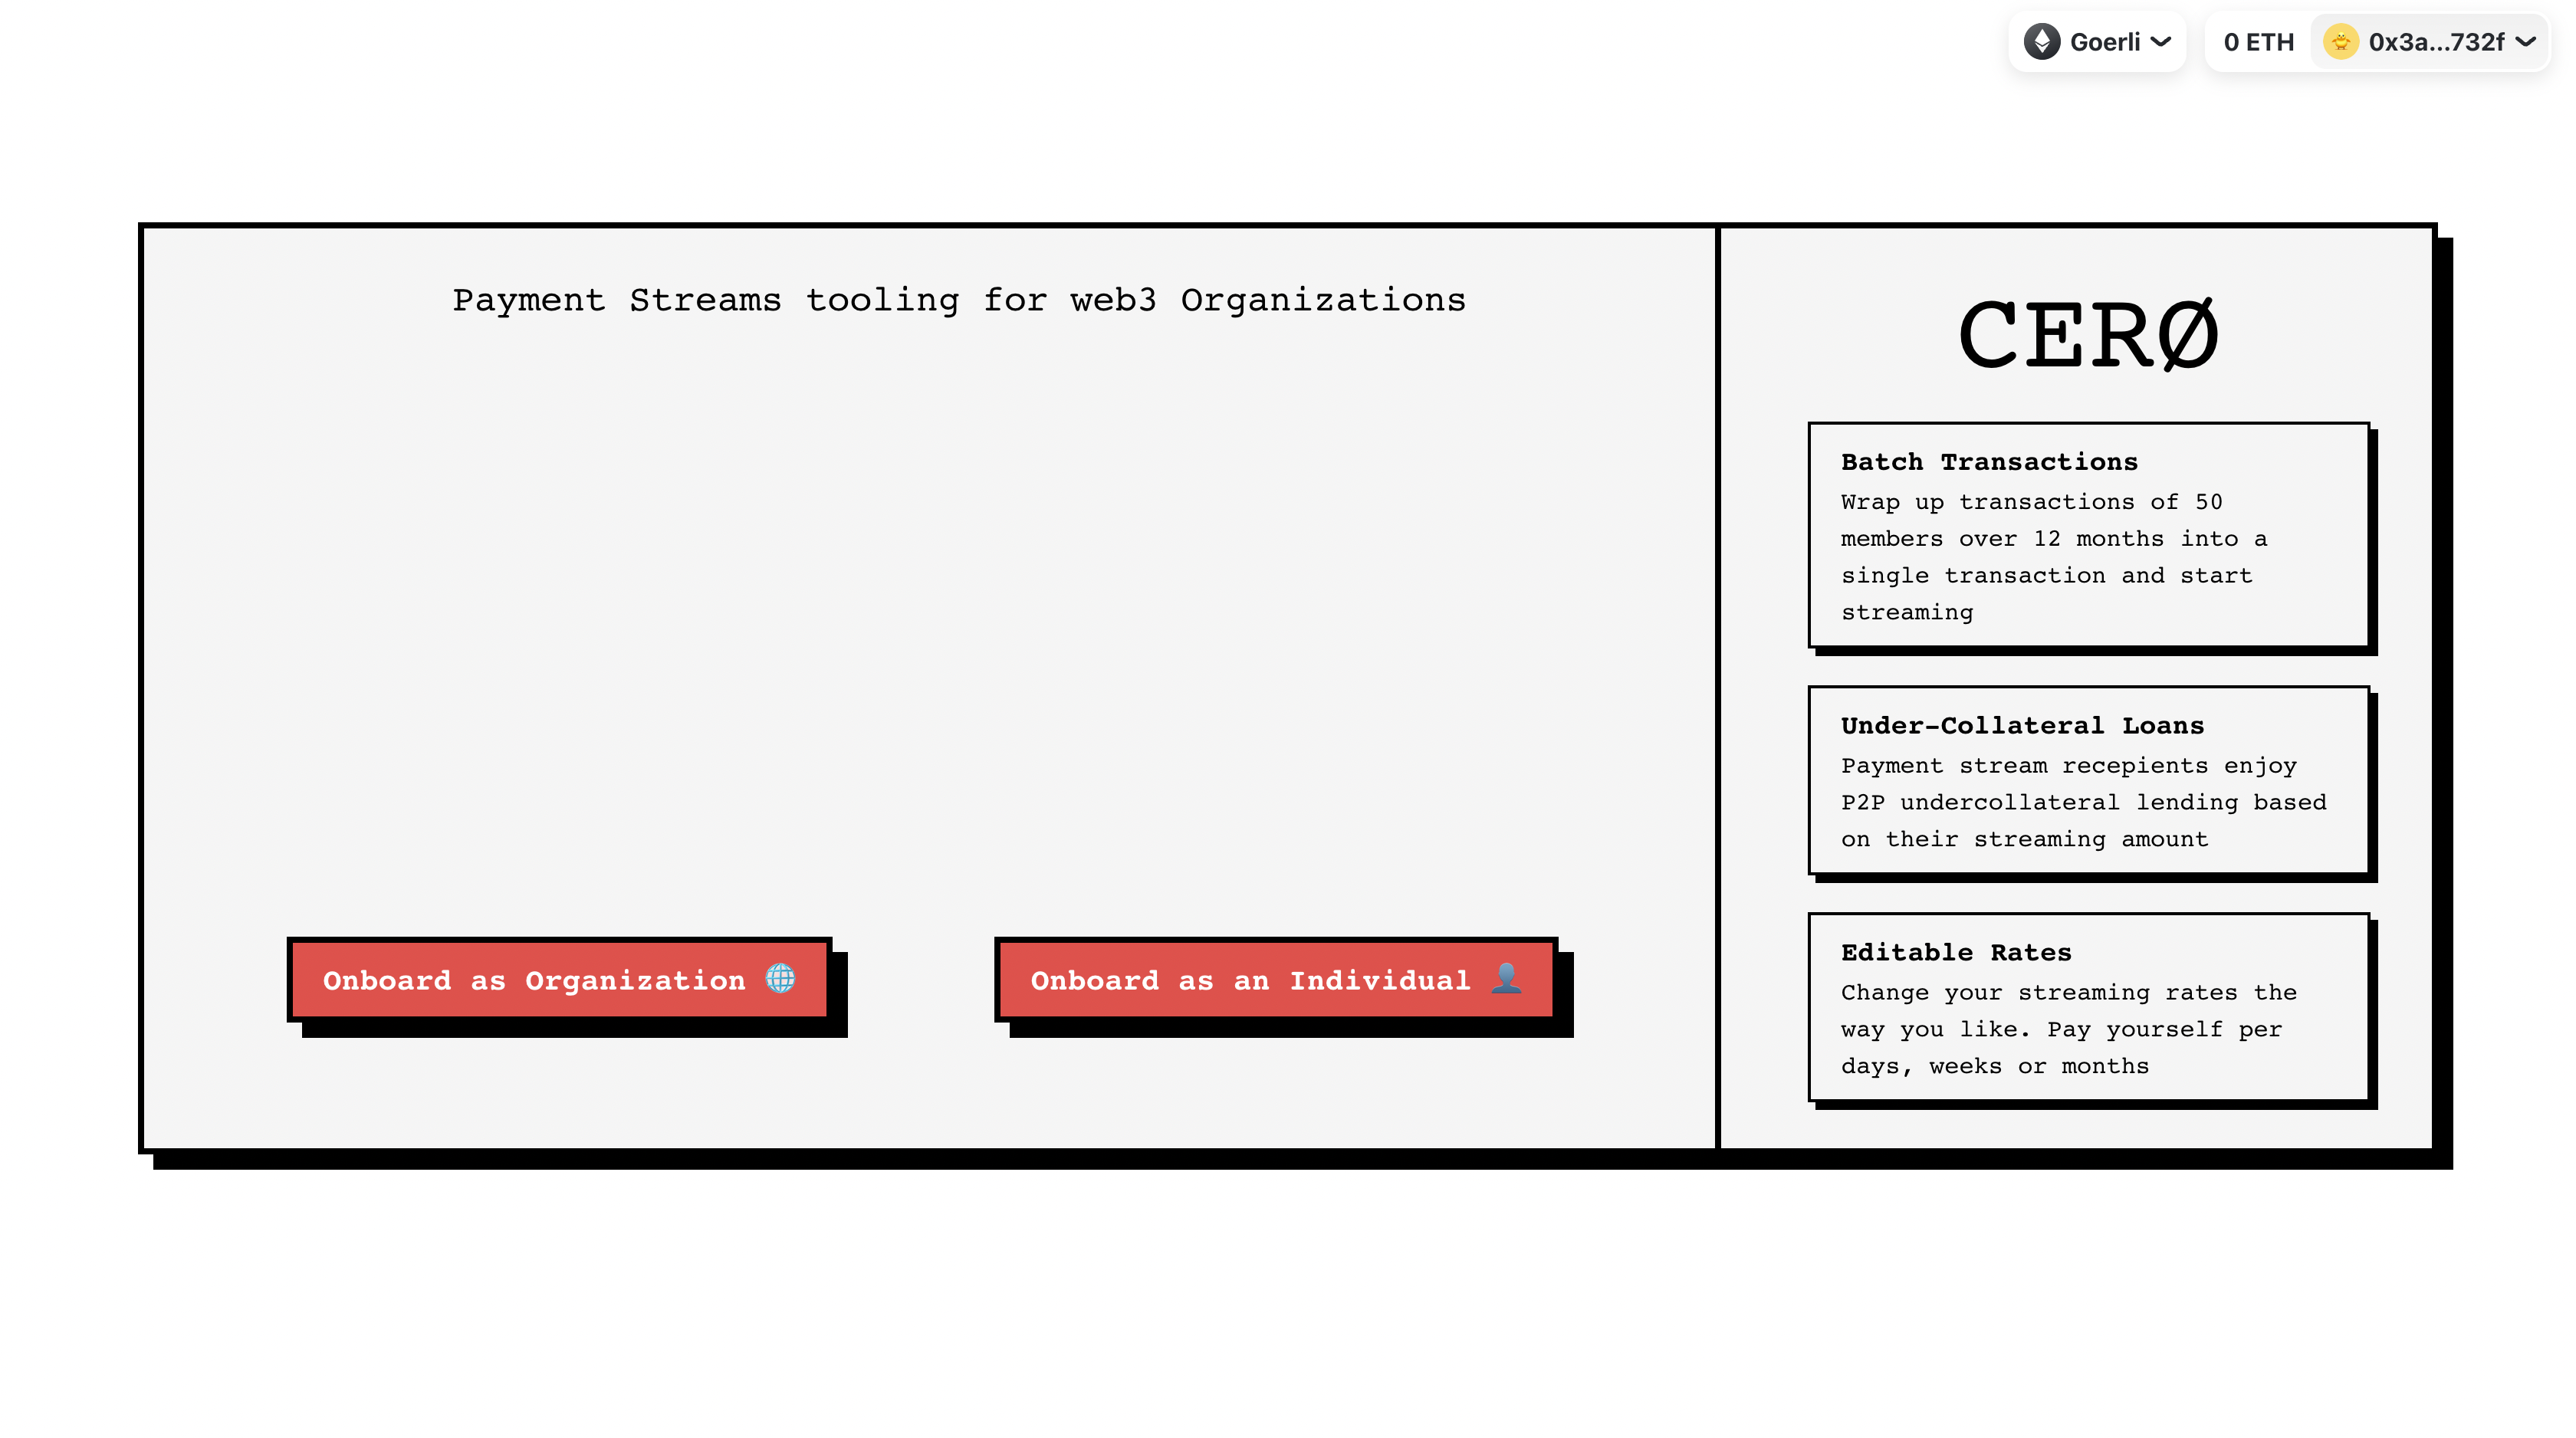 Goerli
0 ETH
0x3a...732f
Payment Streams tooling for web3 Organizations
Onboard as Organization
Onboard as an Individual
CERØ
Batch Transactions
Wrap up transactions of 50
members over 12 months into a
single transaction and start
streaming
Under-Collateral Loans
Payment stream recepients enjoy
P2P undercollateral lending based
on their streaming amount
Editable Rates
Change your streaming rates the
way you like. Pay yourself per
days, weeks or months